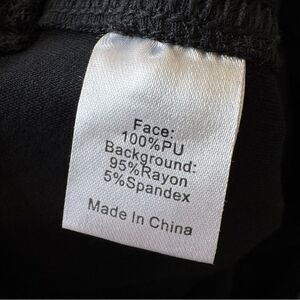 Face:
100%PU
Background:
95%Rayon
5%Spandex
Made In China